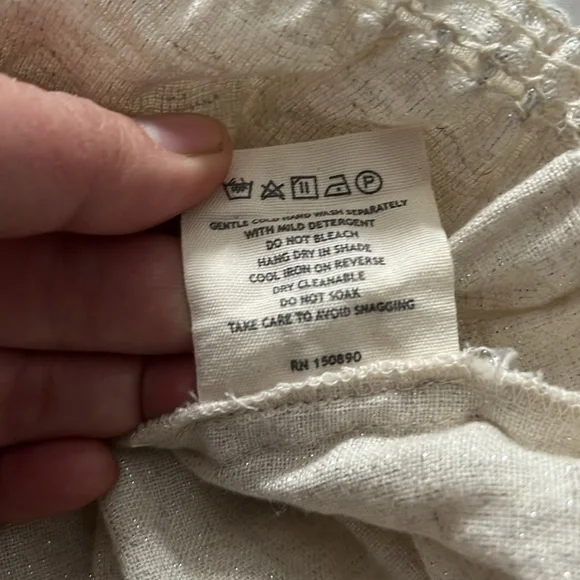 P
GENTLE COLD HAND WASH SEPARATELY
WITH MILD DETERGENT
DO NOT BLEACH
HANG DRY IN SHADE
COOL IRON ON REVERSE
DRY CLEANABLE
DO NOT SOAK
TAKE CARE TO AVOID SNAGGING
RN 150890